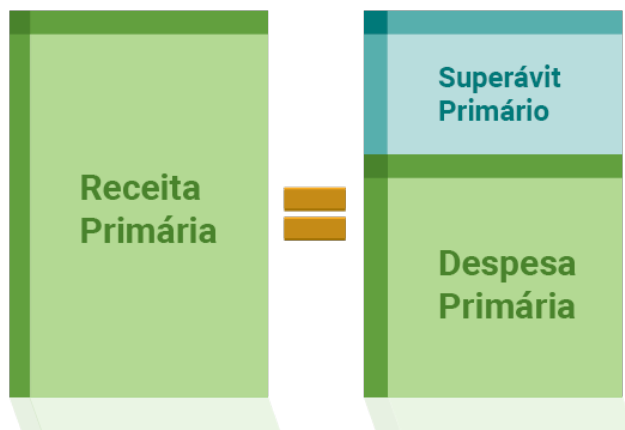 Receita
Primária
Superávit
Primário
Despesa
Primária